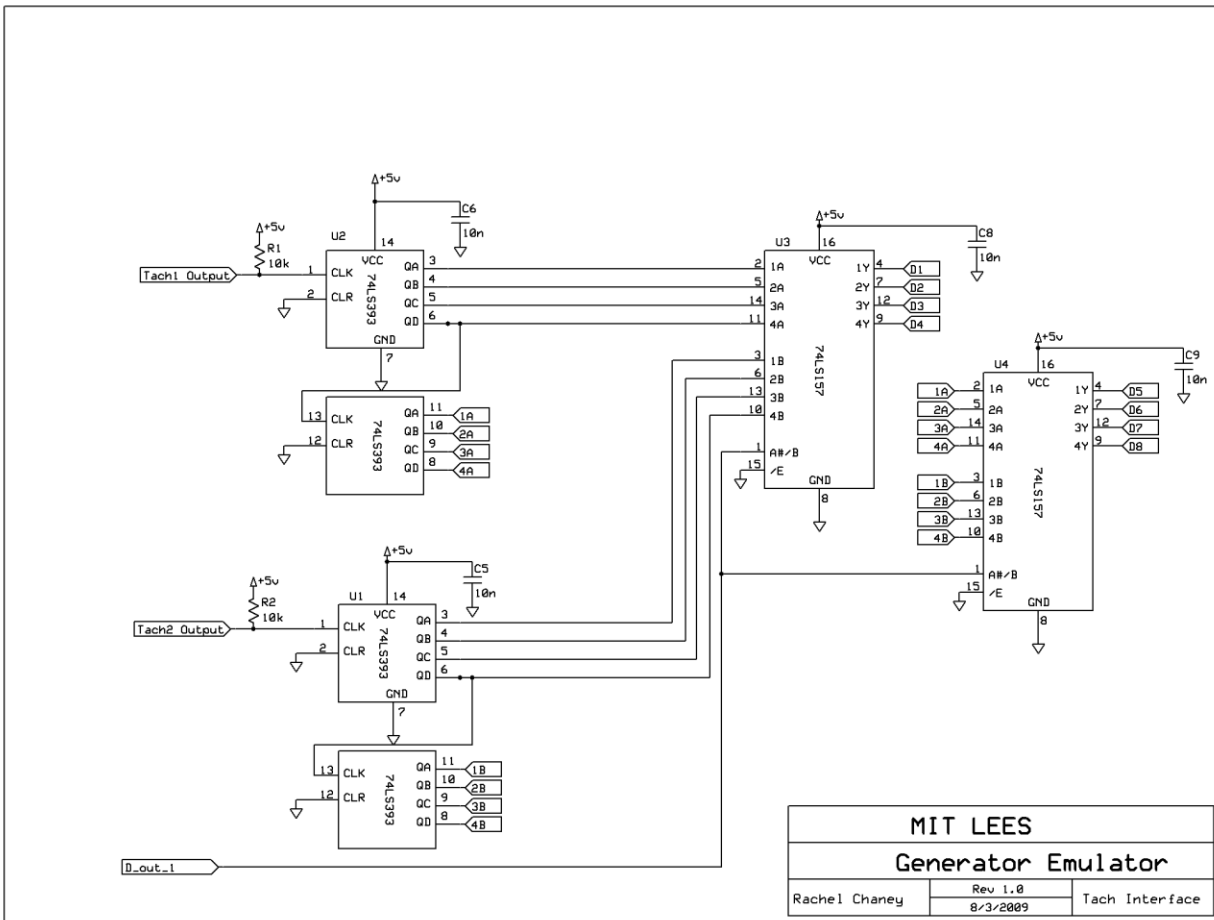 +5v
C6
10n
+5v
R1
10k
U2
14
VCC
Tach1 Output
1
CLK
2
CLR
74LS393
QA
3
QB
4
QC
5
QD
6
GND
7
13
CLK
12
CLR
74LS393
QA
11
1A
QB
10
2A
QC
9
3A
QD
8
4A
+5v
C8
10n
U3
16
VCC
2
1A
5
2A
14
3A
11
4A
3
1B
6
2B
13
3B
10
4B
1
A#/B
15
/E
74LS157
1Y
4
D1
2Y
7
D2
3Y
12
D3
4Y
9
D4
GND
8
+5v
C9
10n
U4
16
VCC
1A
2
1A
2A
5
2A
3A
14
3A
4A
11
4A
1B
3
1B
2B
6
2B
3B
13
3B
4B
10
4B
1
A#/B
15
/E
74LS157
1Y
4
D5
2Y
7
D6
3Y
12
D7
4Y
9
D8
GND
8
+5v
C5
10n
+5v
R2
10k
U1
14
VCC
Tach2 Output
1
CLK
2
CLR
74LS393
QA
3
QB
4
QC
5
QD
6
GND
7
13
CLK
12
CLR
74LS393
QA
11
1B
QB
10
2B
QC
9
3B
QD
8
4B
D_out_1
MIT LEES
Generator Emulator
Rachel Chaney
Rev 1.0
8/3/2009
Tach Interface